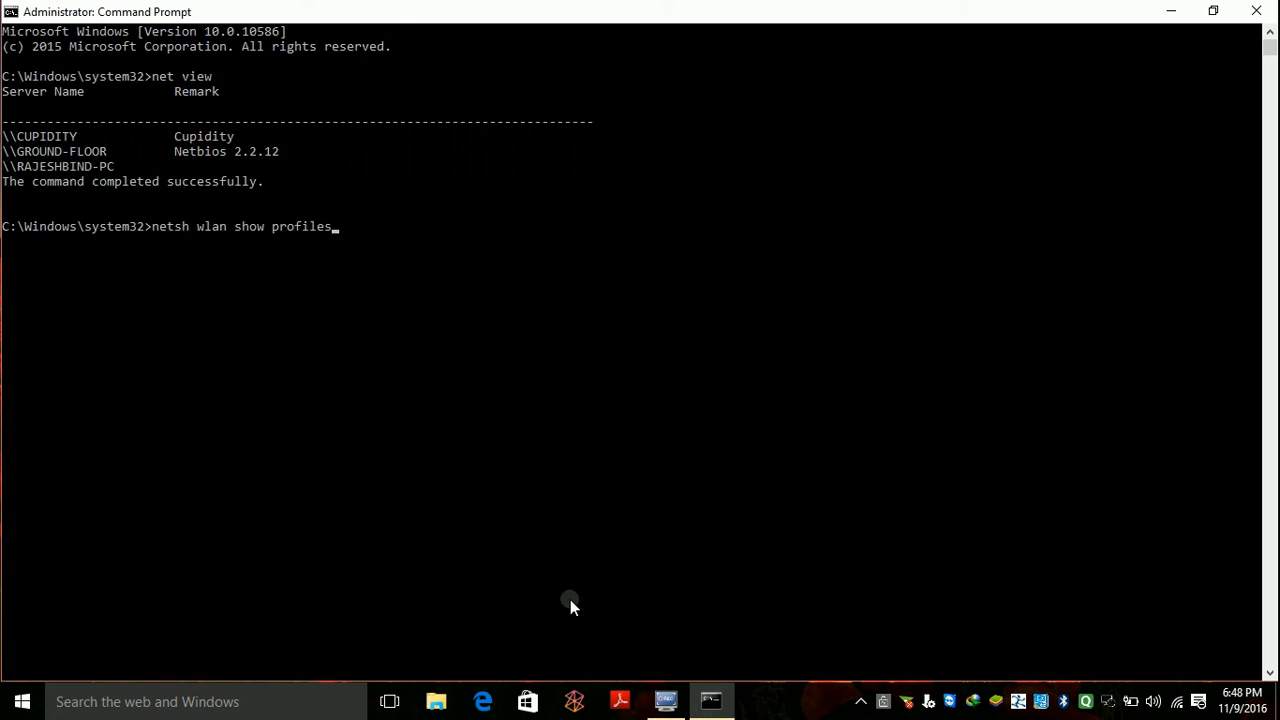 Administrator: Command Prompt
Microsoft Windows [Version 10.0.10586]
(c) 2015 Microsoft Corporation. All rights reserved.
C:\Windows\system32>net view
Server Name            Remark
-------------------------------------------------------------------------------
\\CUPIDITY             Cupidity
\\GROUND-FLOOR         Netbios 2.2.12
\\RAJESHBIND-PC
The command completed successfully.
C:\Windows\system32>netsh wlan show profiles_
Search the web and Windows
6:48 PM
11/9/2016